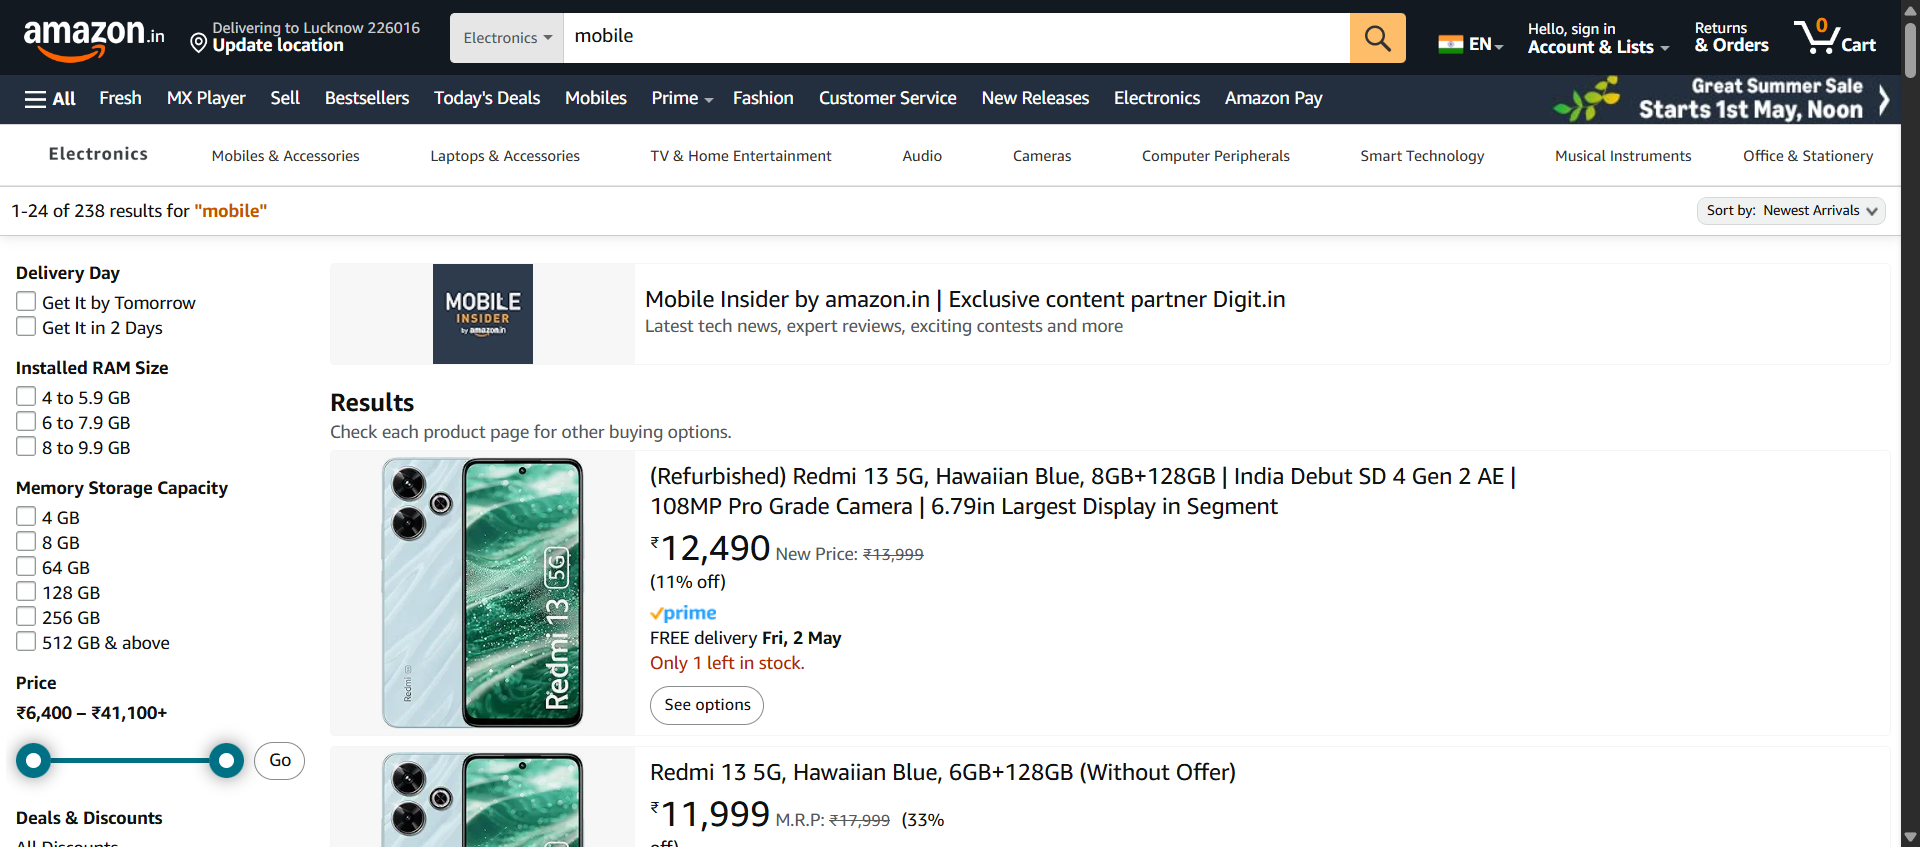 amazon.in
Delivering to Lucknow 226016
Update location
Electronics
mobile
EN
Hello, sign in
Account & Lists
Returns
& Orders
0
Cart
All
Fresh
MX Player
Sell
Bestsellers
Today's Deals
Mobiles
Prime
Fashion
Customer Service
New Releases
Electronics
Amazon Pay
Great Summer Sale
Starts 1st May, Noon
Electronics
Mobiles & Accessories
Laptops & Accessories
TV & Home Entertainment
Audio
Cameras
Computer Peripherals
Smart Technology
Musical Instruments
Office & Stationery
1-24 of 238 results for "mobile"
Sort by: Newest Arrivals
Delivery Day
Get It by Tomorrow
Get It in 2 Days
Installed RAM Size
4 to 5.9 GB
6 to 7.9 GB
8 to 9.9 GB
Memory Storage Capacity
4 GB
8 GB
64 GB
128 GB
256 GB
512 GB & above
Price
₹6,400 – ₹41,100+
Go
Deals & Discounts
All Discounts
MOBILE
INSIDER
by amazon.in
Mobile Insider by amazon.in | Exclusive content partner Digit.in
Latest tech news, expert reviews, exciting contests and more
Results
Check each product page for other buying options.
Redmi 5G
Redmi 13 5G
(Refurbished) Redmi 13 5G, Hawaiian Blue, 8GB+128GB | India Debut SD 4 Gen 2 AE |
108MP Pro Grade Camera | 6.79in Largest Display in Segment
₹12,490 New Price: ₹13,999
(11% off)
prime
FREE delivery Fri, 2 May
Only 1 left in stock.
See options
Redmi 13 5G, Hawaiian Blue, 6GB+128GB (Without Offer)
₹11,999 M.R.P: ₹17,999 (33%
off)